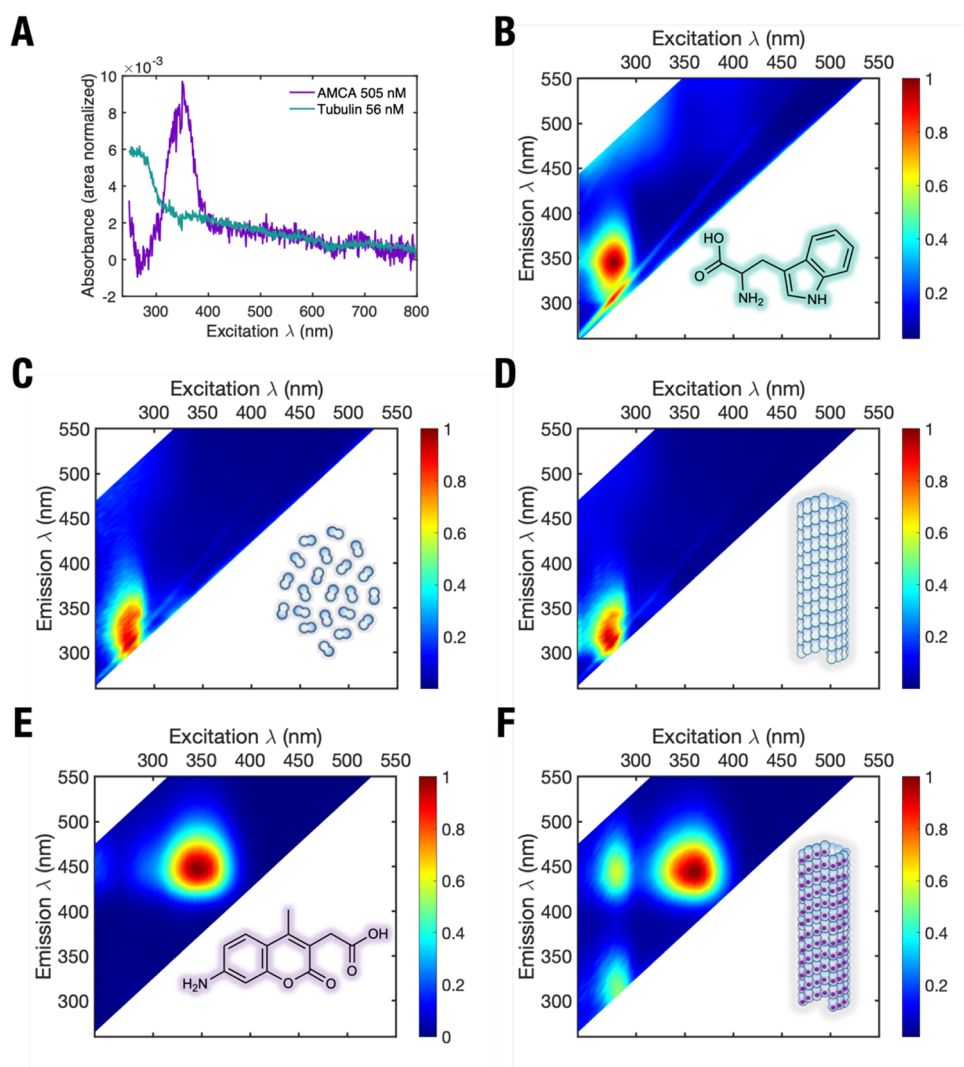 A
×10⁻³
10
8
6
4
2
0
-2
Absorbance (area normalized)
AMCA 505 nM
Tubulin 56 nM
300 400 500 600 700 800
Excitation λ (nm)
B
Excitation λ (nm)
300 350 400 450 500 550
550
500
450
400
350
300
Emission λ (nm)
HO
O
NH₂
NH
1
0.8
0.6
0.4
0.2
C
Excitation λ (nm)
300 350 400 450 500 550
550
500
450
400
350
300
Emission λ (nm)
1
0.8
0.6
0.4
0.2
D
Excitation λ (nm)
300 350 400 450 500 550
550
500
450
400
350
300
Emission λ (nm)
1
0.8
0.6
0.4
0.2
E
Excitation λ (nm)
300 350 400 450 500 550
550
500
450
400
350
300
Emission λ (nm)
OH
O
H₂N
O
O
1
0.8
0.6
0.4
0.2
0
F
Excitation λ (nm)
300 350 400 450 500 550
550
500
450
400
350
300
Emission λ (nm)
1
0.8
0.6
0.4
0.2